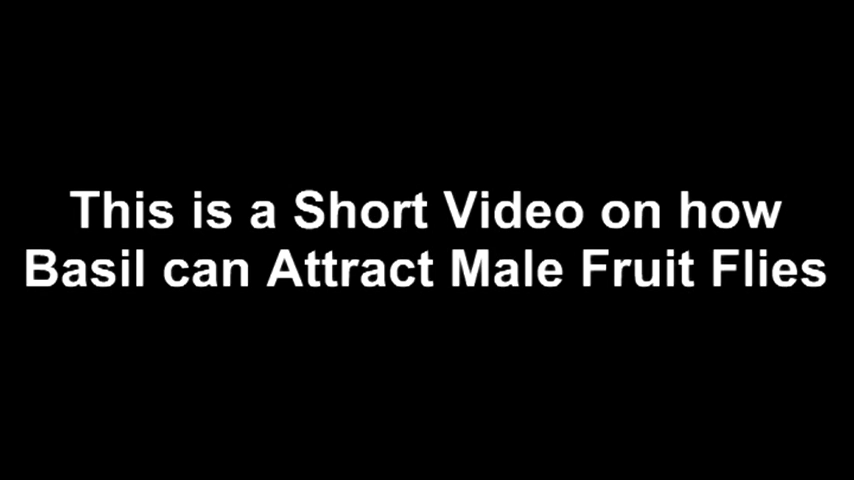 This is a Short Video on how
Basil can Attract Male Fruit Flies